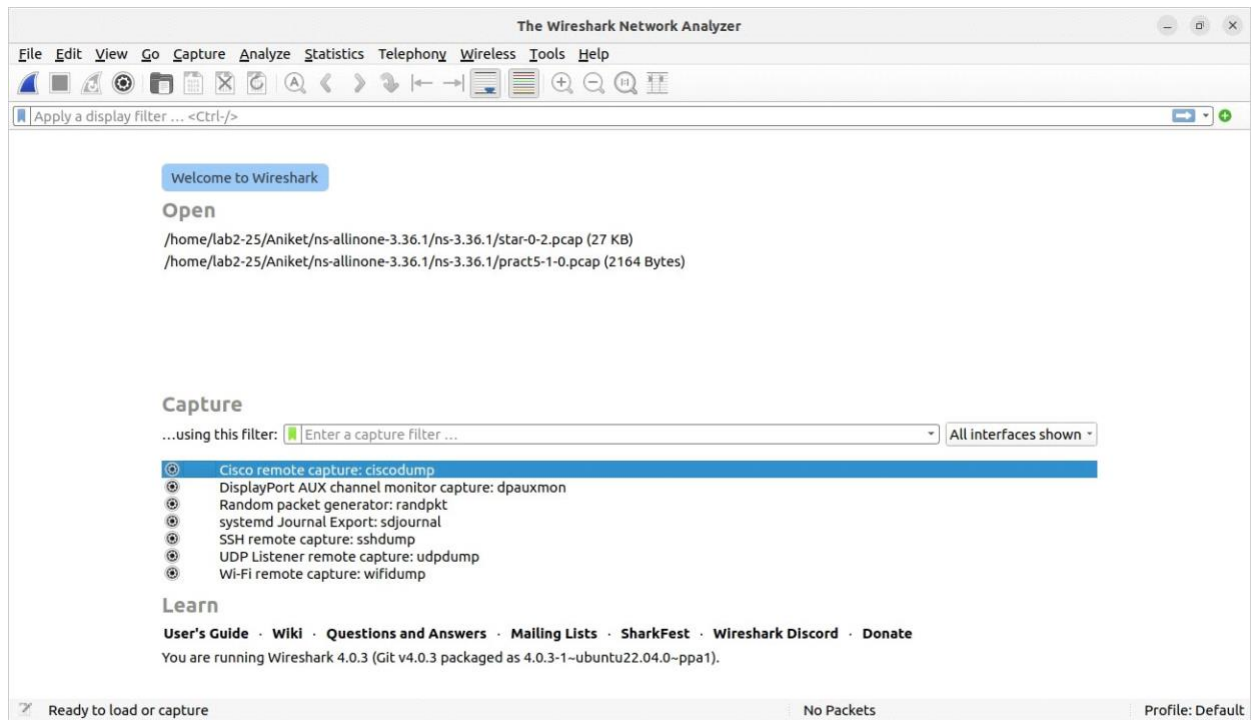 The Wireshark Network Analyzer
File Edit View Go Capture Analyze Statistics Telephony Wireless Tools Help
Apply a display filter … <Ctrl-/>
Welcome to Wireshark
Open
/home/lab2-25/Aniket/ns-allinone-3.36.1/ns-3.36.1/star-0-2.pcap (27 KB)
/home/lab2-25/Aniket/ns-allinone-3.36.1/ns-3.36.1/pract5-1-0.pcap (2164 Bytes)
Capture
…using this filter: Enter a capture filter … All interfaces shown
Cisco remote capture: ciscodump
DisplayPort AUX channel monitor capture: dpauxmon
Random packet generator: randpkt
systemd Journal Export: sdjournal
SSH remote capture: sshdump
UDP Listener remote capture: udpdump
Wi-Fi remote capture: wifidump
Learn
User's Guide · Wiki · Questions and Answers · Mailing Lists · SharkFest · Wireshark Discord · Donate
You are running Wireshark 4.0.3 (Git v4.0.3 packaged as 4.0.3-1~ubuntu22.04.0~ppa1).
Ready to load or capture No Packets Profile: Default